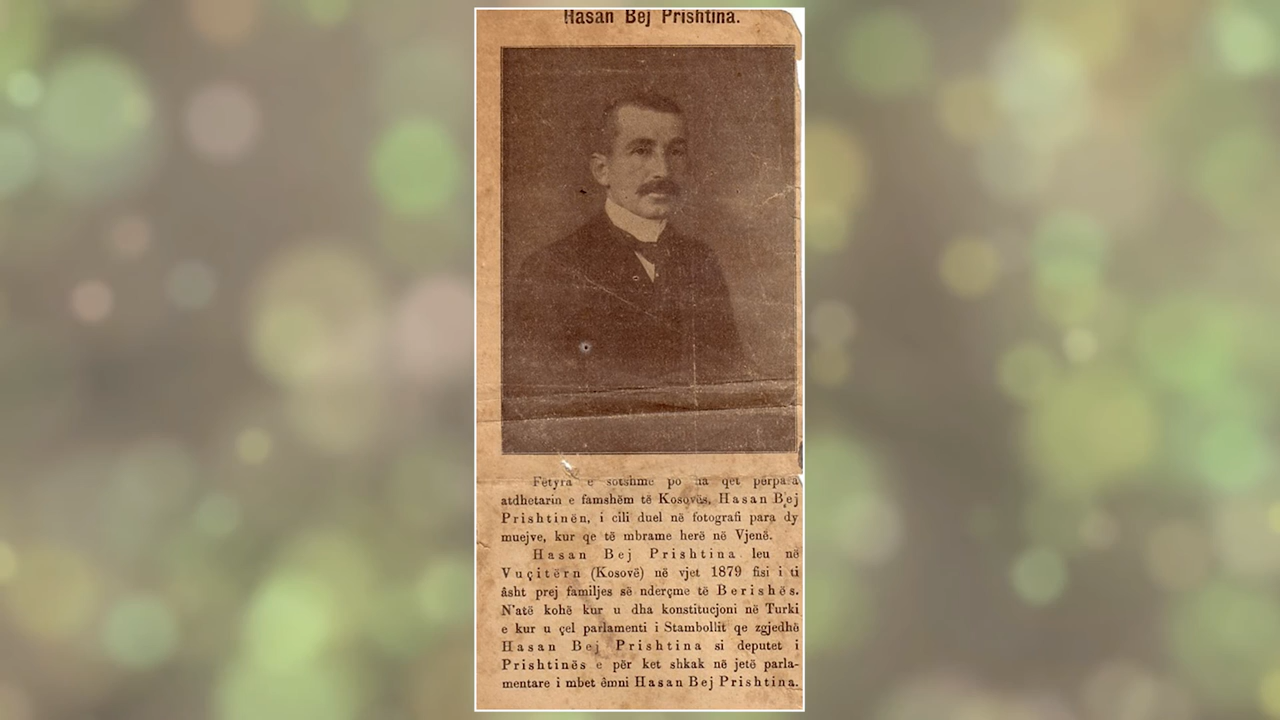 Hasan Bej Prishtina.
Fëtyra e sotshme po na qet përpara
atdhetarin e famshëm të Kosovës, Hasan Bej
Prishtinën, i cili duel në fotografi para dy
muejve, kur qe të mbrame herë në Vjenë.
Hasan Bej Prishtina leu në
Vuçitërn (Kosovë) në vjet 1879 fisi i ti
âsht prej familjes së nderçme të Berishës.
N'atë kohë kur u dha konstitucjoni në Turki
e kur u çel parlamenti i Stambollit qe zgjedhë
Hasan Bej Prishtina si deputet i
Prishtinës e për ket shkak në jetë parla-
mentare i mbet êmni Hasan Bej Prishtina.